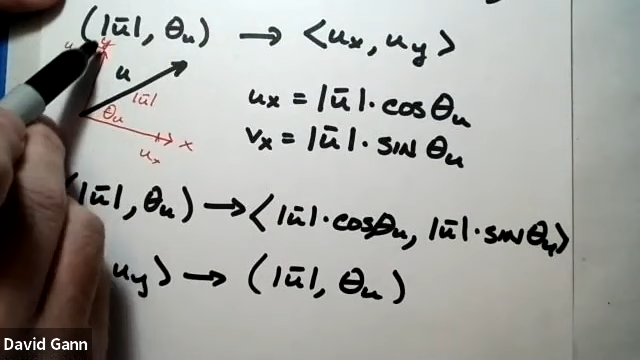 (|ū|, θu) → <ux, uy>
u
y
u
|ū|
θu
x
ux
ux = |ū| · cos θu
vx = |ū| · sin θu
|ū|, θu) → <|ū| · cos θu, |ū| · sin θu>
uy> → (|ū|, θu)
David Gann